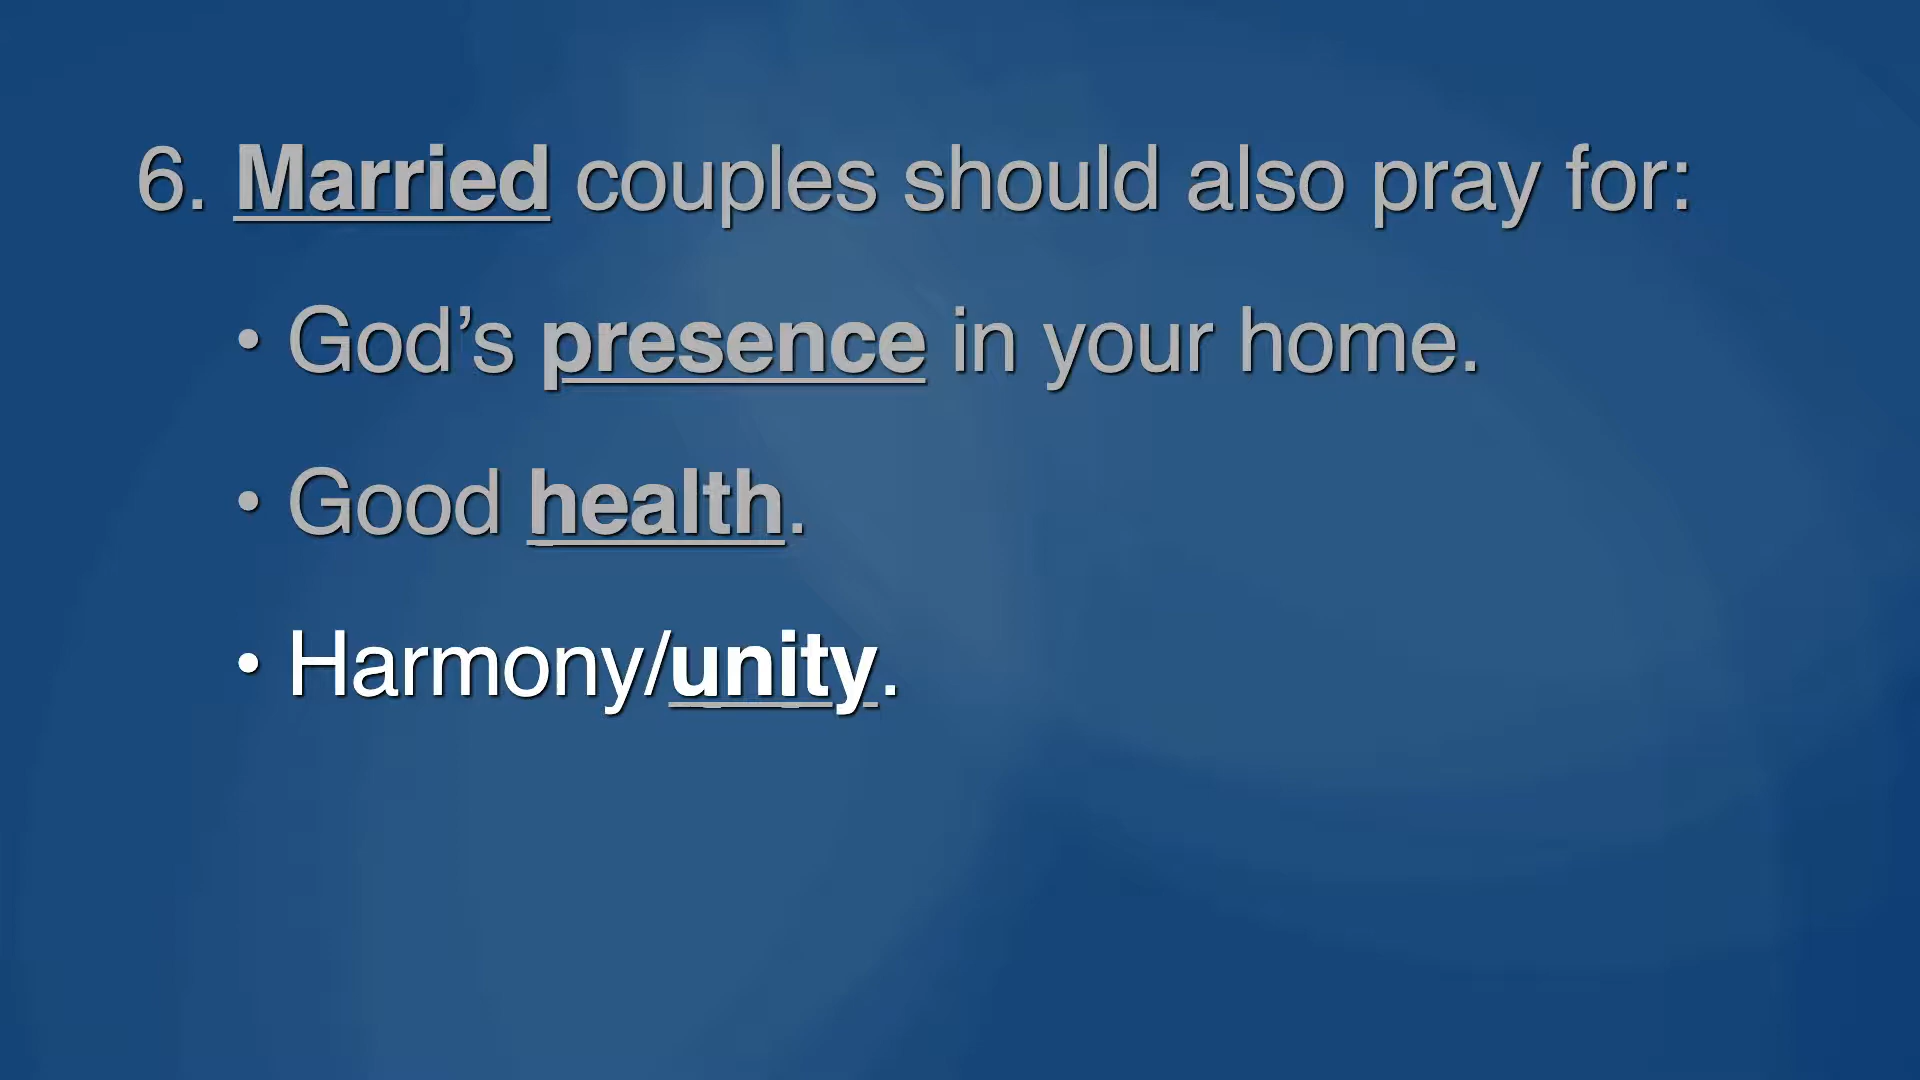 6. Married couples should also pray for:
• God’s presence in your home.
• Good health.
• Harmony/unity.